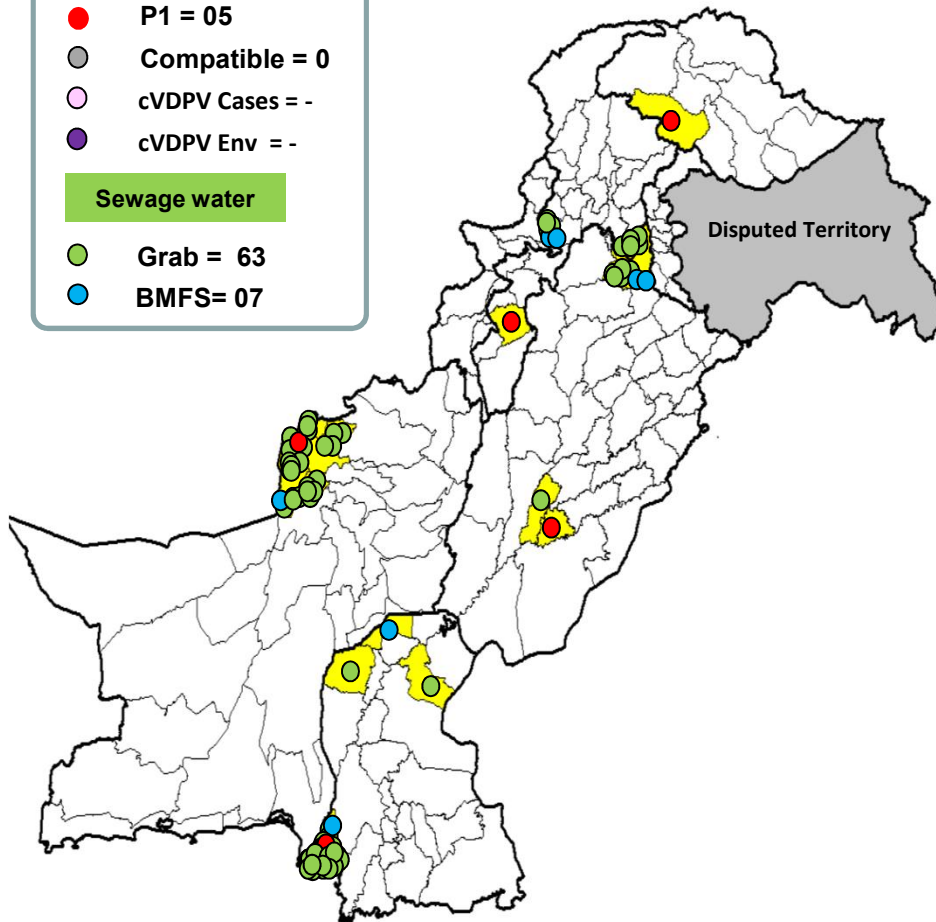 P1 = 05
Compatible = 0
cVDPV Cases = -
cVDPV Env = -
Sewage water
Grab = 63
BMFS= 07
Disputed Territory